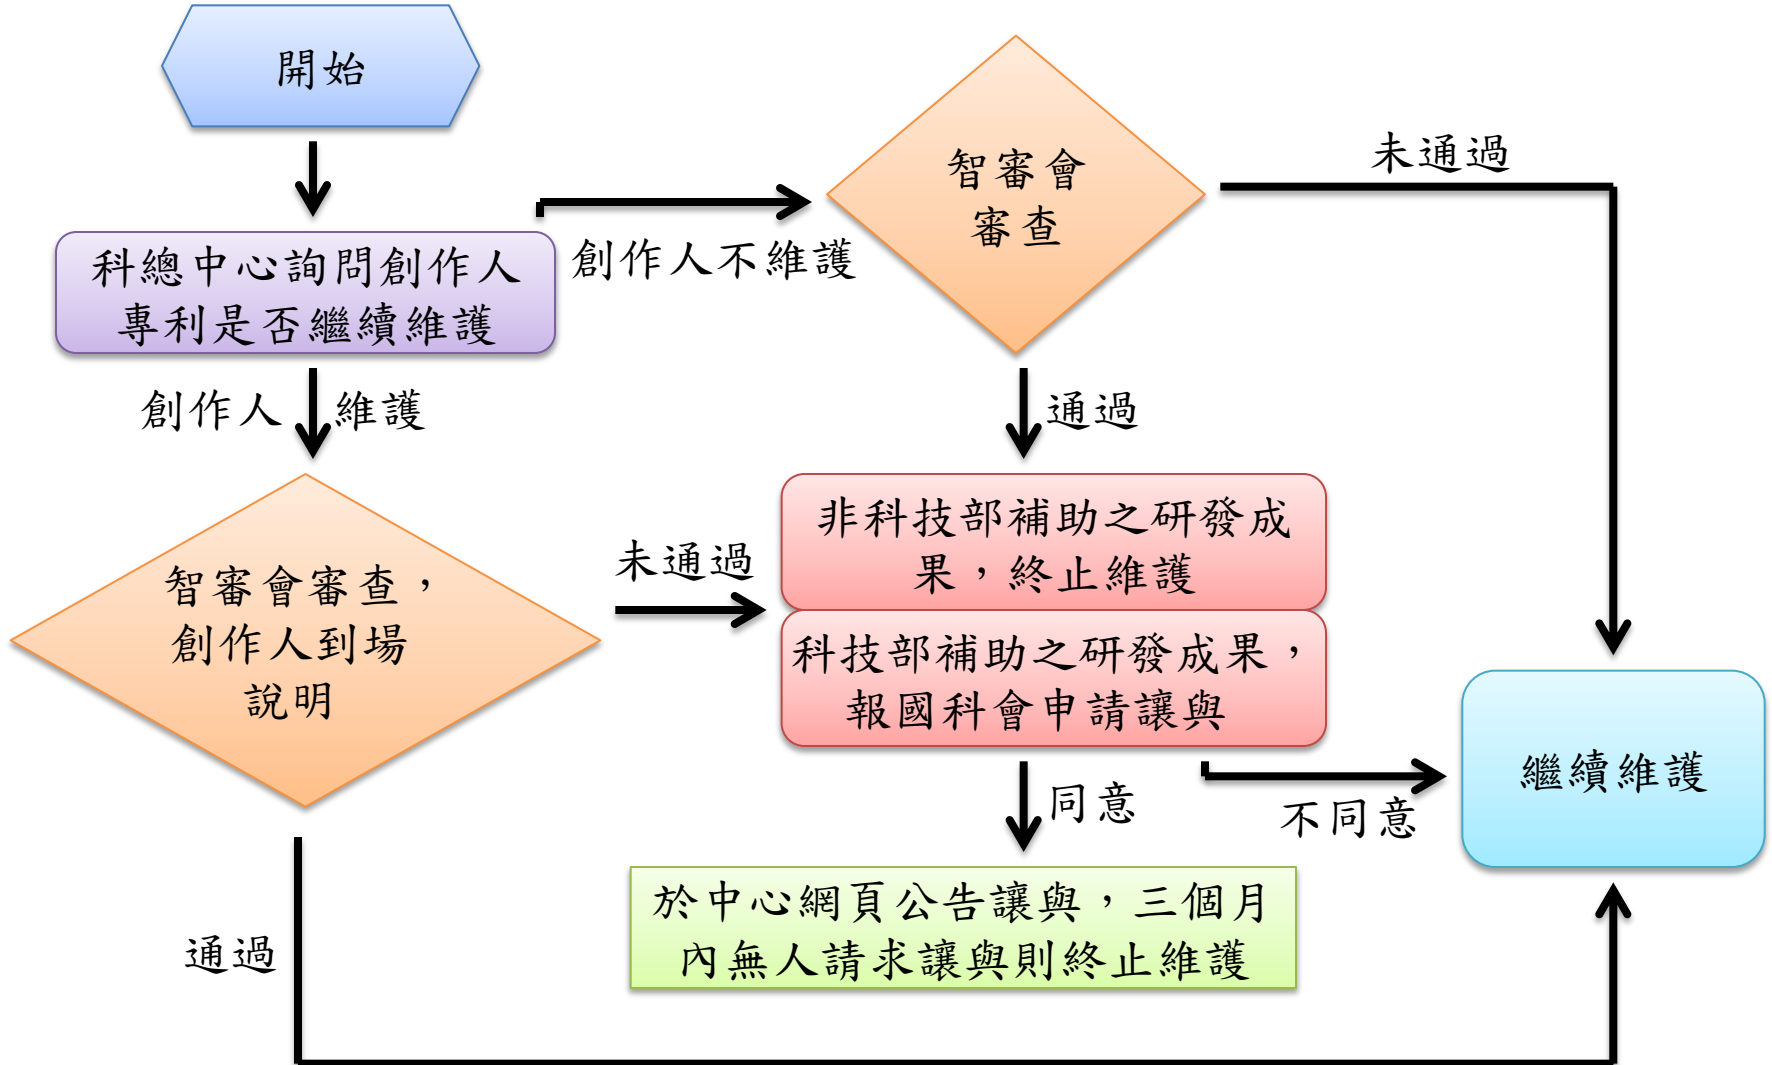 開始
科總中心詢問創作人
專利是否繼續維護
創作人不維護
智審會
審查
未通過
創作人 維護
通過
智審會審查，
創作人到場
說明
未通過
非科技部補助之研發成
果，終止維護
科技部補助之研發成果，
報國科會申請讓與
同意
不同意
繼續維護
於中心網頁公告讓與，三個月
內無人請求讓與則終止維護
通過